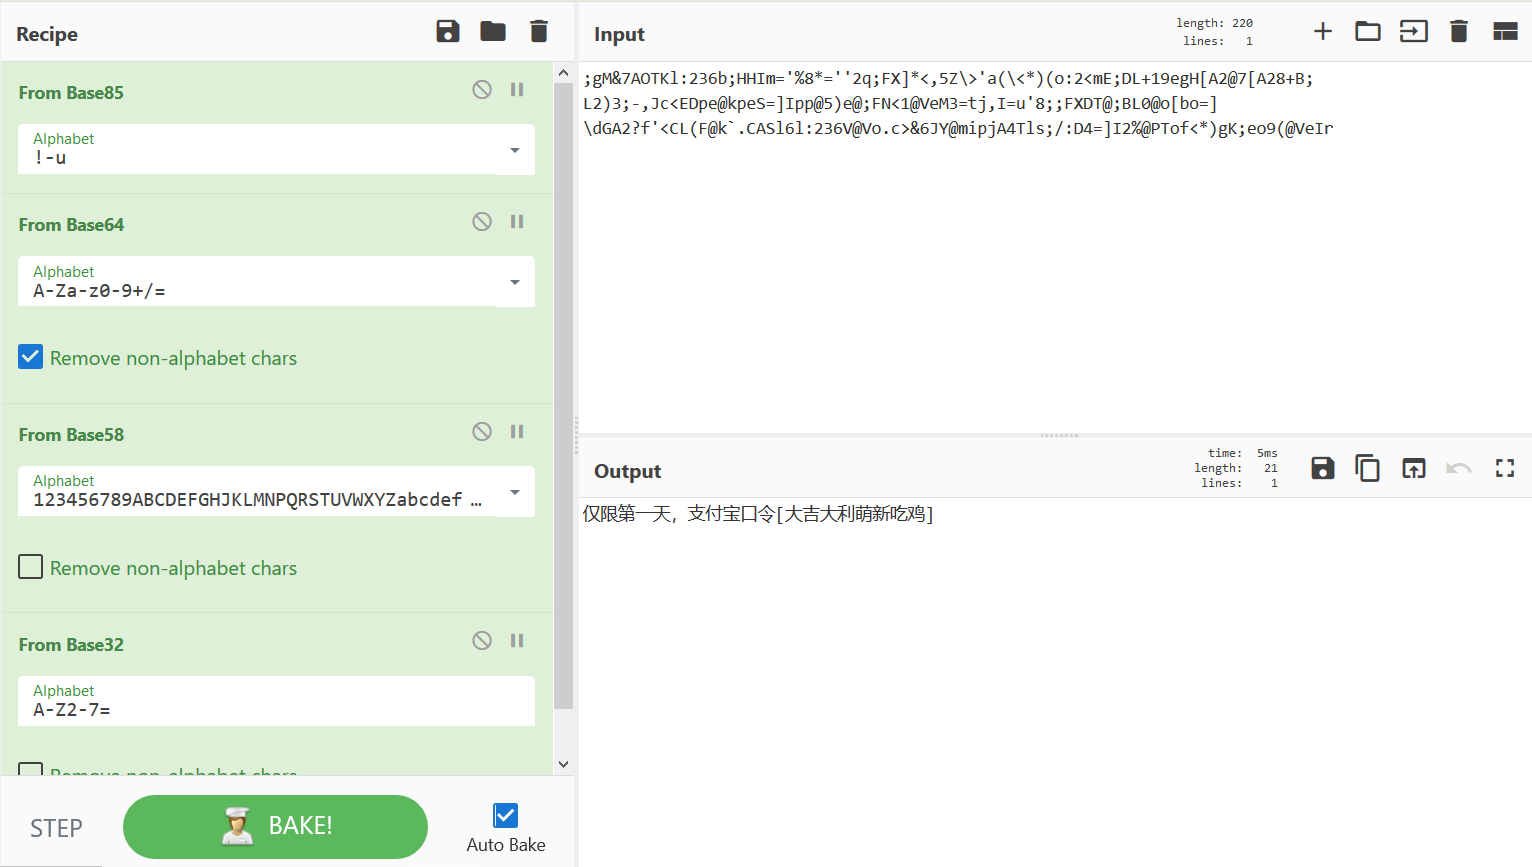 Recipe
From Base85
Alphabet
!-u
From Base64
Alphabet
A-Za-z0-9+/=
Remove non-alphabet chars
From Base58
Alphabet
123456789ABCDEFGHJKLMNPQRSTUVWXYZabcdef …
Remove non-alphabet chars
From Base32
Alphabet
A-Z2-7=
Remove non-alphabet chars
STEP
BAKE!
Auto Bake
Input
length: 220
lines: 1
;gM&7AOTKl:236b;HHIm='%8*=''2q;FX]*<,5Z\>'a(\<*)(o:2<mE;DL+19egH[A2@7[A28+B;
L2)3;-,Jc<EDpe@kpeS=]Ipp@5)e@;FN<1@VeM3=tj,I=u'8;;FXDT@;BL0@o[bo=]
\dGA2?f'<CL(F@k`.CASl6l:236V@Vo.c>&6JY@mipjA4Tls;/:D4=]I2%@PTof<*)gK;eo9(@VeIr
Output
time: 5ms
length: 21
lines: 1
仅限第一天，支付宝口令[大吉大利萌新吃鸡]